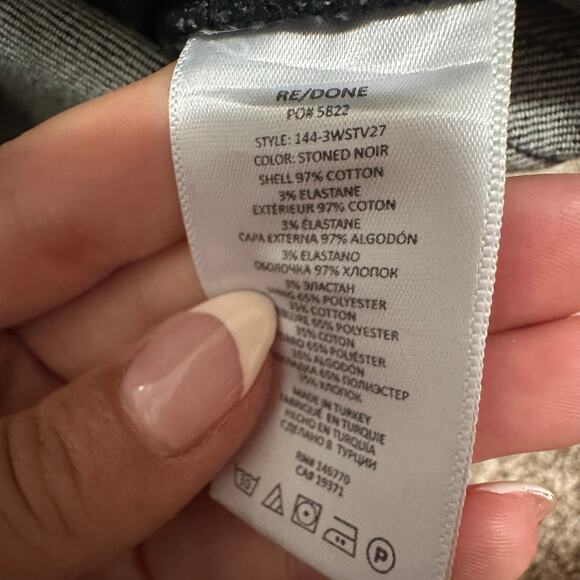 RE/DONE
PO# 5822
STYLE: 144-3WSTV27
COLOR: STONED NOIR
SHELL 97% COTTON
3% ELASTANE
EXTÉRIEUR 97% COTON
3% ÉLASTANE
CAPA EXTERNA 97% ALGODÓN
3% ELASTANO
ОБОЛОЧКА 97% ХЛОПОК
3% ЭЛАСТАН
65% POLYESTER
35% COTTON
65% POLYESTER
35% COTON
65% POLIÉSTER
35% ALGODÓN
65% ПОЛИЭСТЕР
35% ХЛОПОК
MADE IN TURKEY
FABRIQUÉ EN TURQUIE
HECHO EN TURQUÍA
СДЕЛАНО В ТУРЦИИ
RN# 146770
CA# 19371
30
P